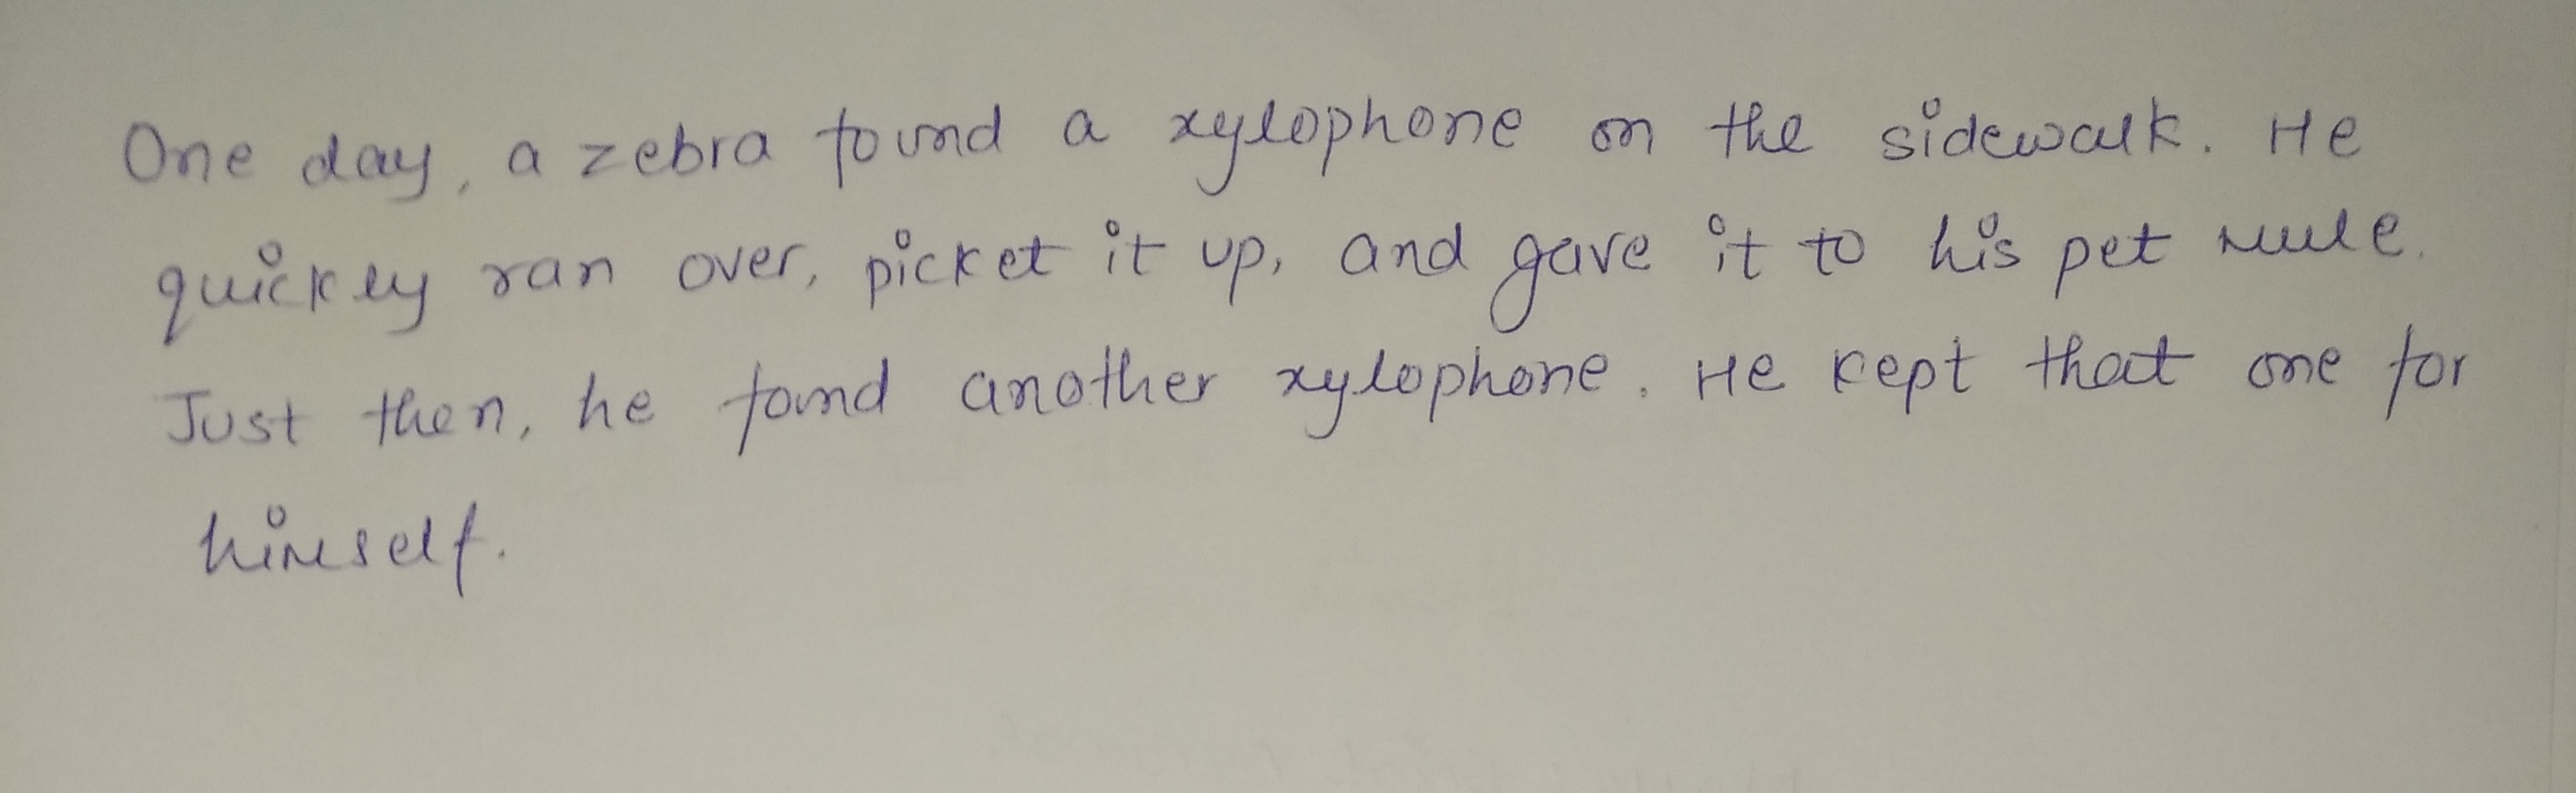 One day, a zebra found a xylophone on the sidewalk. He
quickly ran over, picket it up, and gave it to his pet mule.
Just then, he found another xylophone. He kept that one for
himself.